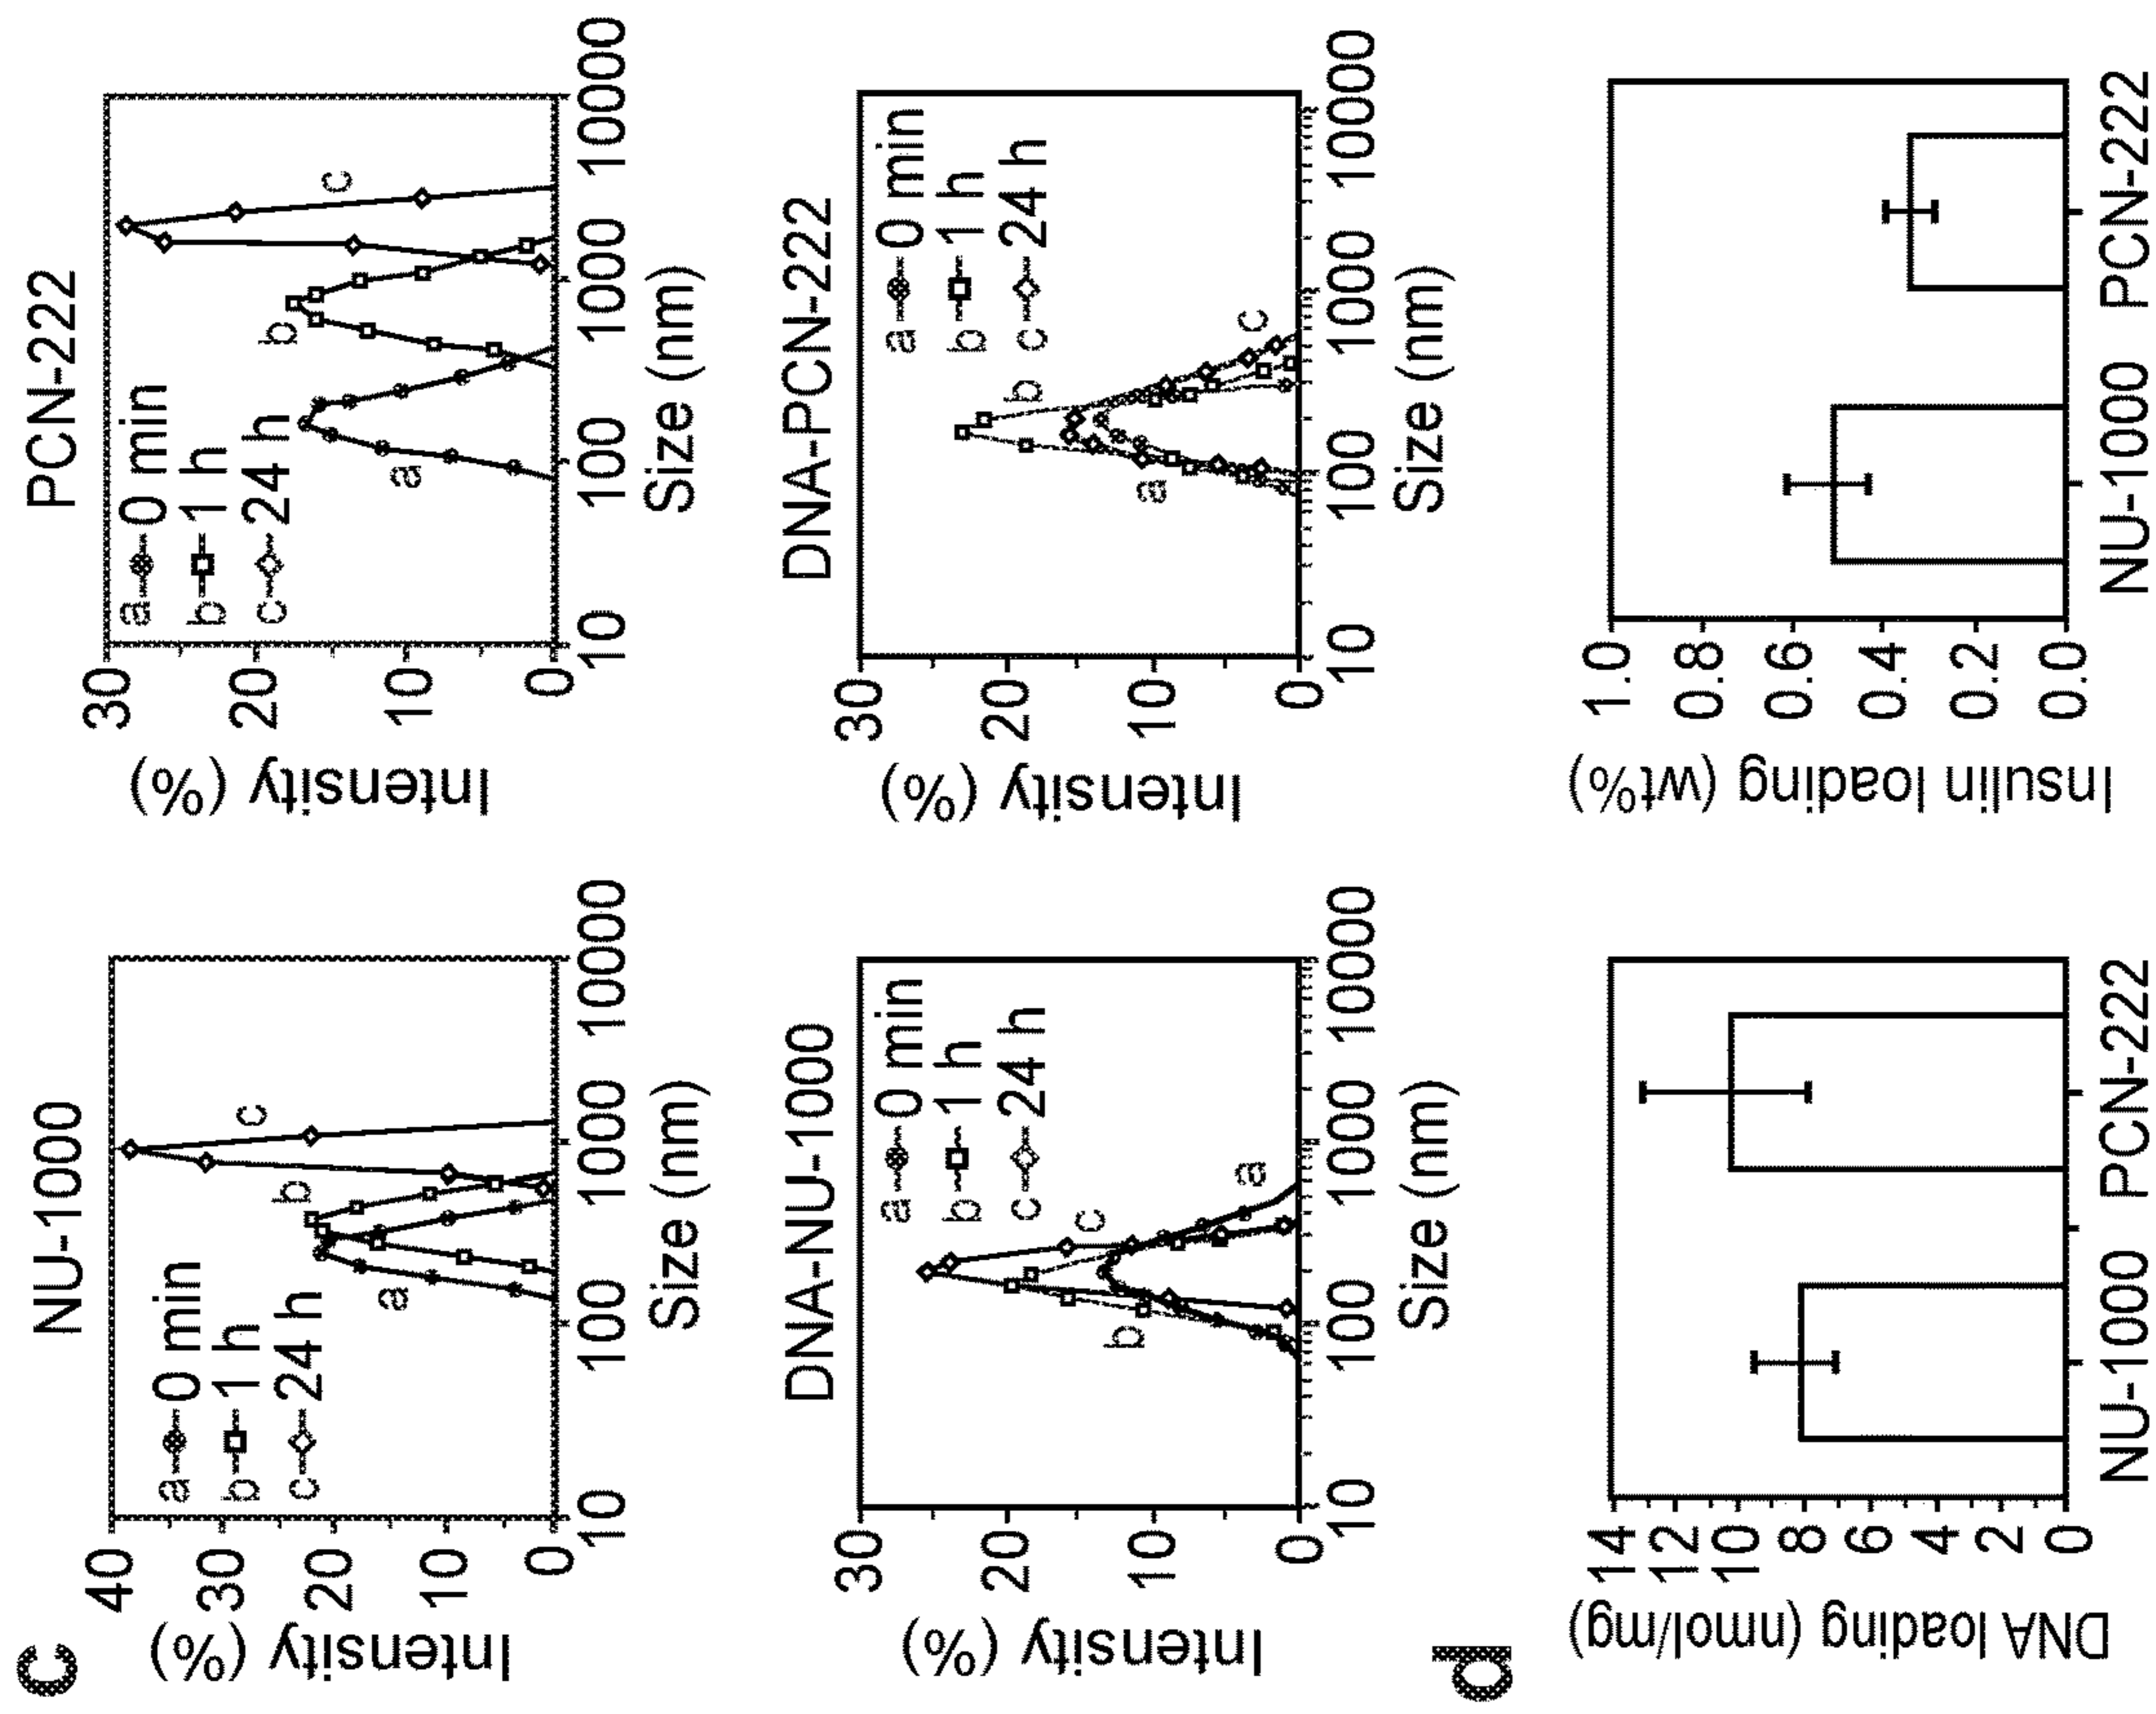 c
NU-1000
Intensity (%)
40
30
20
10
0
a 0 min
b 1 h
c 24 h
a
b
c
10
100
1000
10000
Size (nm)
PCN-222
Intensity (%)
30
20
10
0
a 0 min
b 1 h
c 24 h
a
b
c
10
100
1000
10000
Size (nm)
DNA-NU-1000
Intensity (%)
30
20
10
0
a 0 min
b 1 h
c 24 h
b
c
a
10
100
1000
10000
Size (nm)
DNA-PCN-222
Intensity (%)
30
20
10
0
a 0 min
b 1 h
c 24 h
a
b
c
10
100
1000
10000
Size (nm)
d
DNA loading (nmol/mg)
14
12
10
8
6
4
2
0
NU-1000 PCN-222
Insulin loading (wt%)
1.0
0.8
0.6
0.4
0.2
0.0
NU-1000 PCN-222